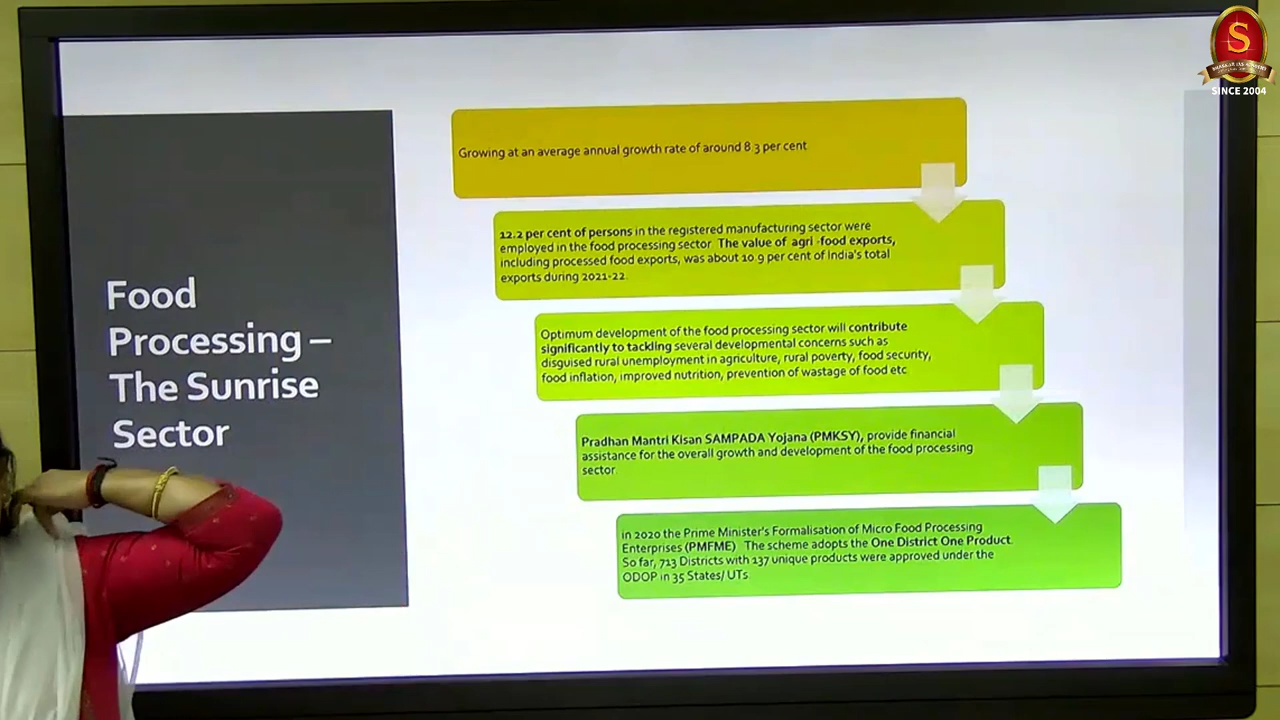 S
SHANKAR IAS ACADEMY
SINCE 2004
Food
Processing –
The Sunrise
Sector
Growing at an average annual growth rate of around 8.3 per cent
12.2 per cent of persons in the registered manufacturing sector were
employed in the food processing sector. The value of agri -food exports,
including processed food exports, was about 10.9 per cent of India's total
exports during 2021-22.
Optimum development of the food processing sector will contribute
significantly to tackling several developmental concerns such as
disguised rural unemployment in agriculture, rural poverty, food security,
food inflation, improved nutrition, prevention of wastage of food etc
Pradhan Mantri Kisan SAMPADA Yojana (PMKSY), provide financial
assistance for the overall growth and development of the food processing
sector.
in 2020 the Prime Minister's Formalisation of Micro Food Processing
Enterprises (PMFME). The scheme adopts the One District One Product.
So far, 713 Districts with 137 unique products were approved under the
ODOP in 35 States/ UTs